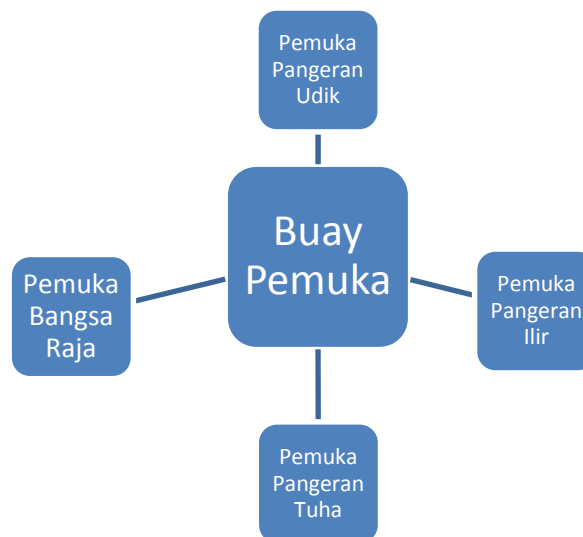 Pemuka
Pangeran
Udik
Buay
Pemuka
Pemuka
Bangsa
Raja
Pemuka
Pangeran
Ilir
Pemuka
Pangeran
Tuha